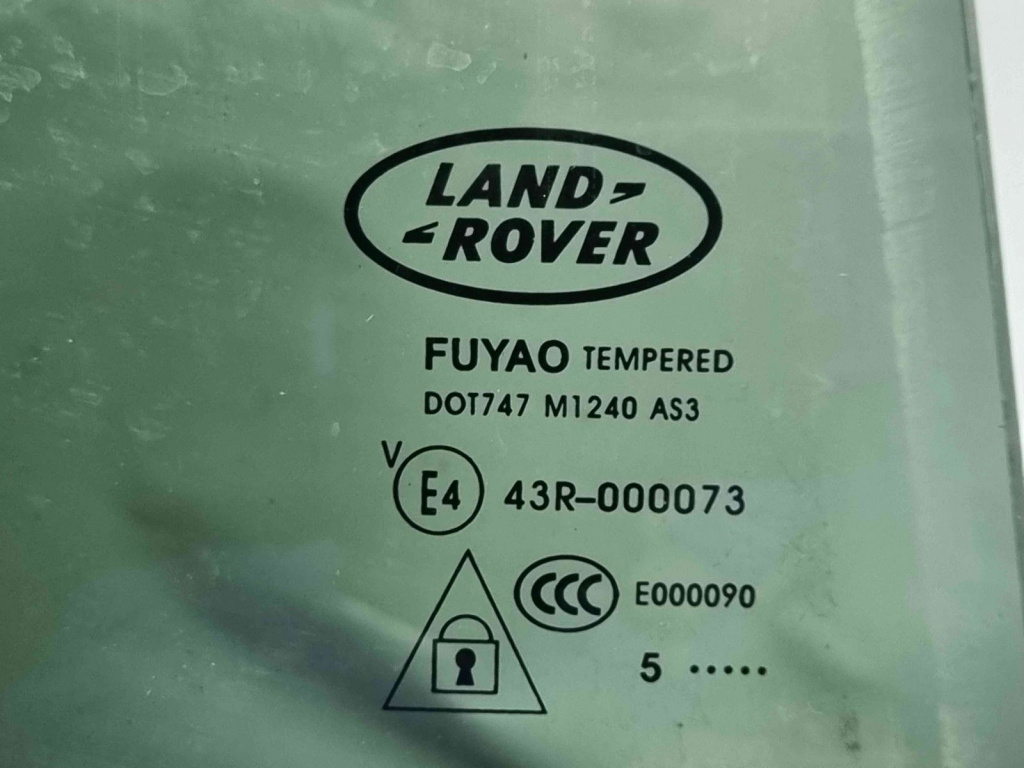 LAND
ROVER
FUYAO TEMPERED
DOT747 M1240 AS3
V
E4 43R-000073
CCC E000090
5 •••••